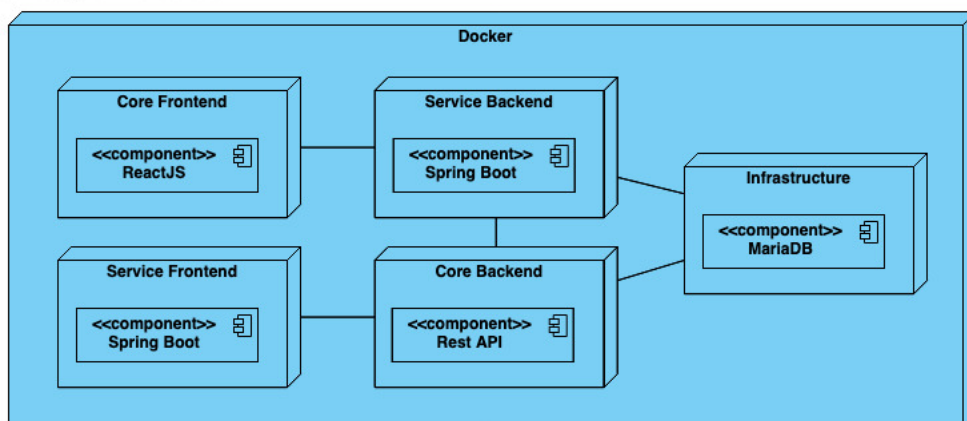 Docker
Core Frontend
<<component>>
ReactJS
Service Backend
<<component>>
Spring Boot
Infrastructure
<<component>>
MariaDB
Service Frontend
<<component>>
Spring Boot
Core Backend
<<component>>
Rest API